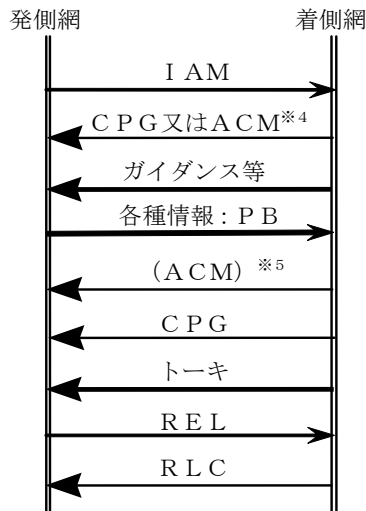 発側網 着側網
ＩＡＭ
ＣＰＧ又はＡＣＭ※4
ガイダンス等
各種情報：ＰＢ
（ＡＣＭ）※5
ＣＰＧ
トーキ
ＲＥＬ
ＲＬＣ